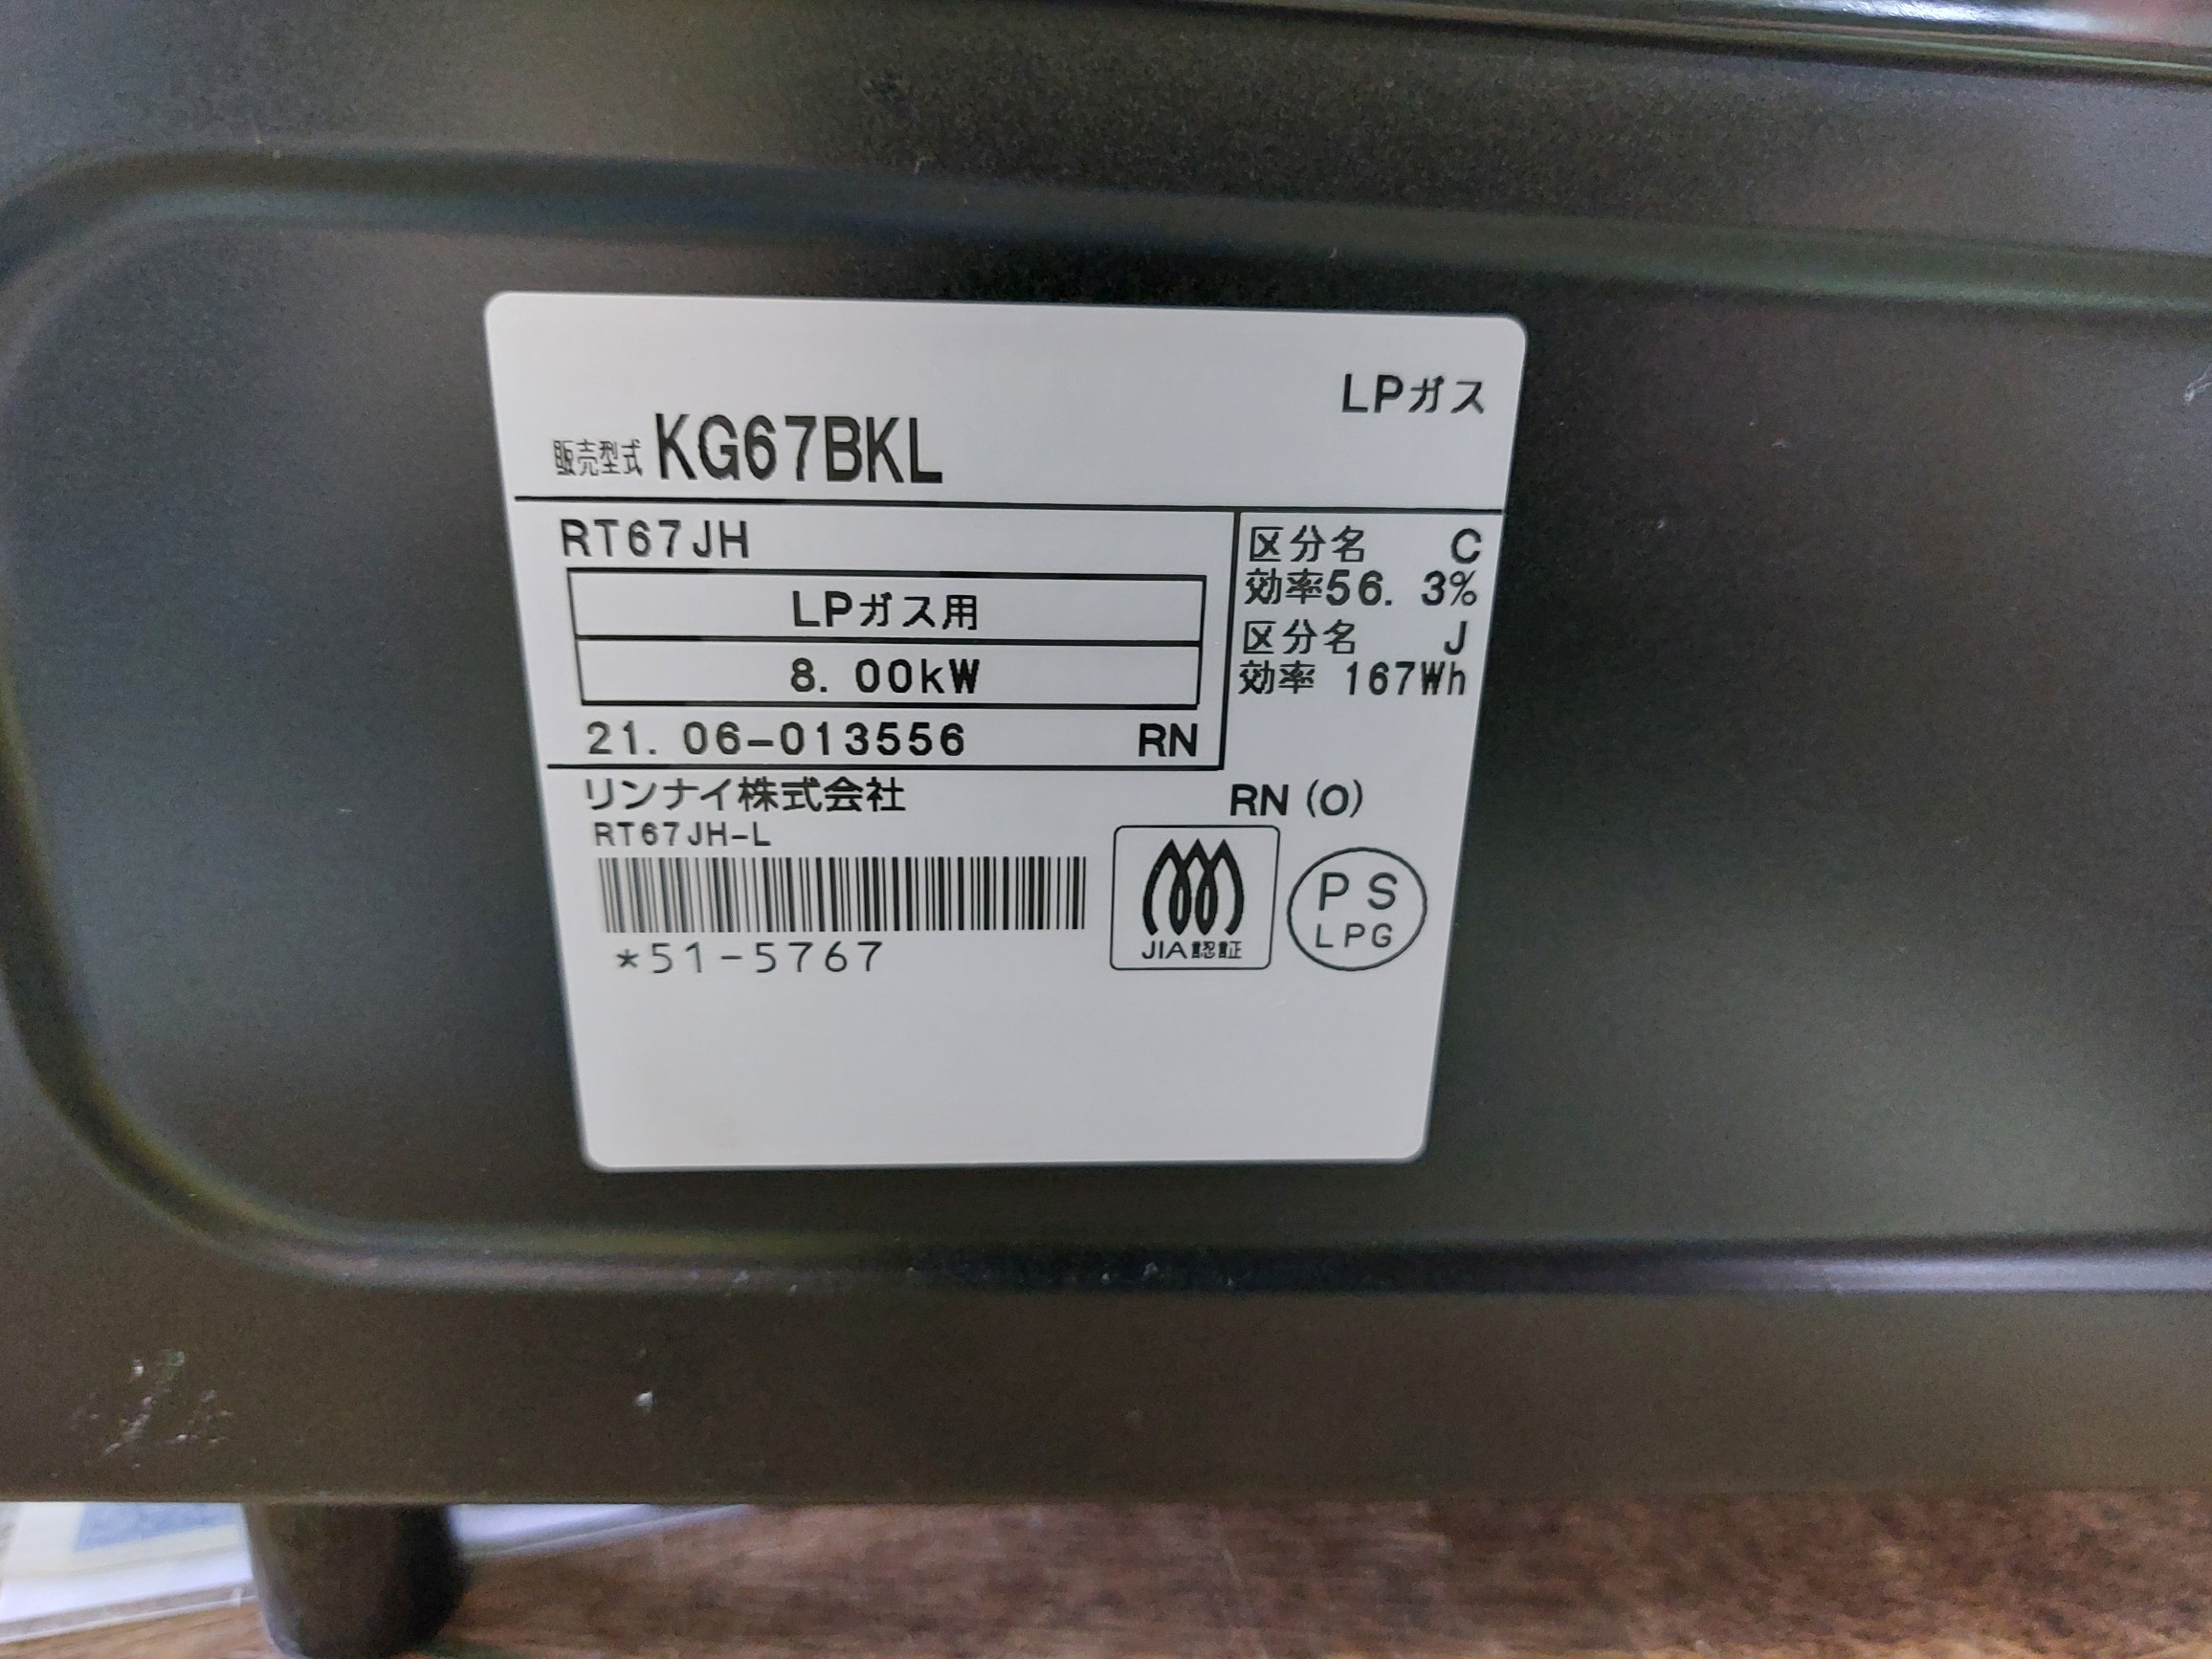 LPガス
販売型式 KG67BKL
RT67JH
LPガス用
8. 00kW
21. 06-013556 RN
区分名 C
効率56. 3%
区分名 J
効率 167Wh
リンナイ株式会社 RN (O)
RT67JH-L
*51-5767
JIA認証
PS
LPG